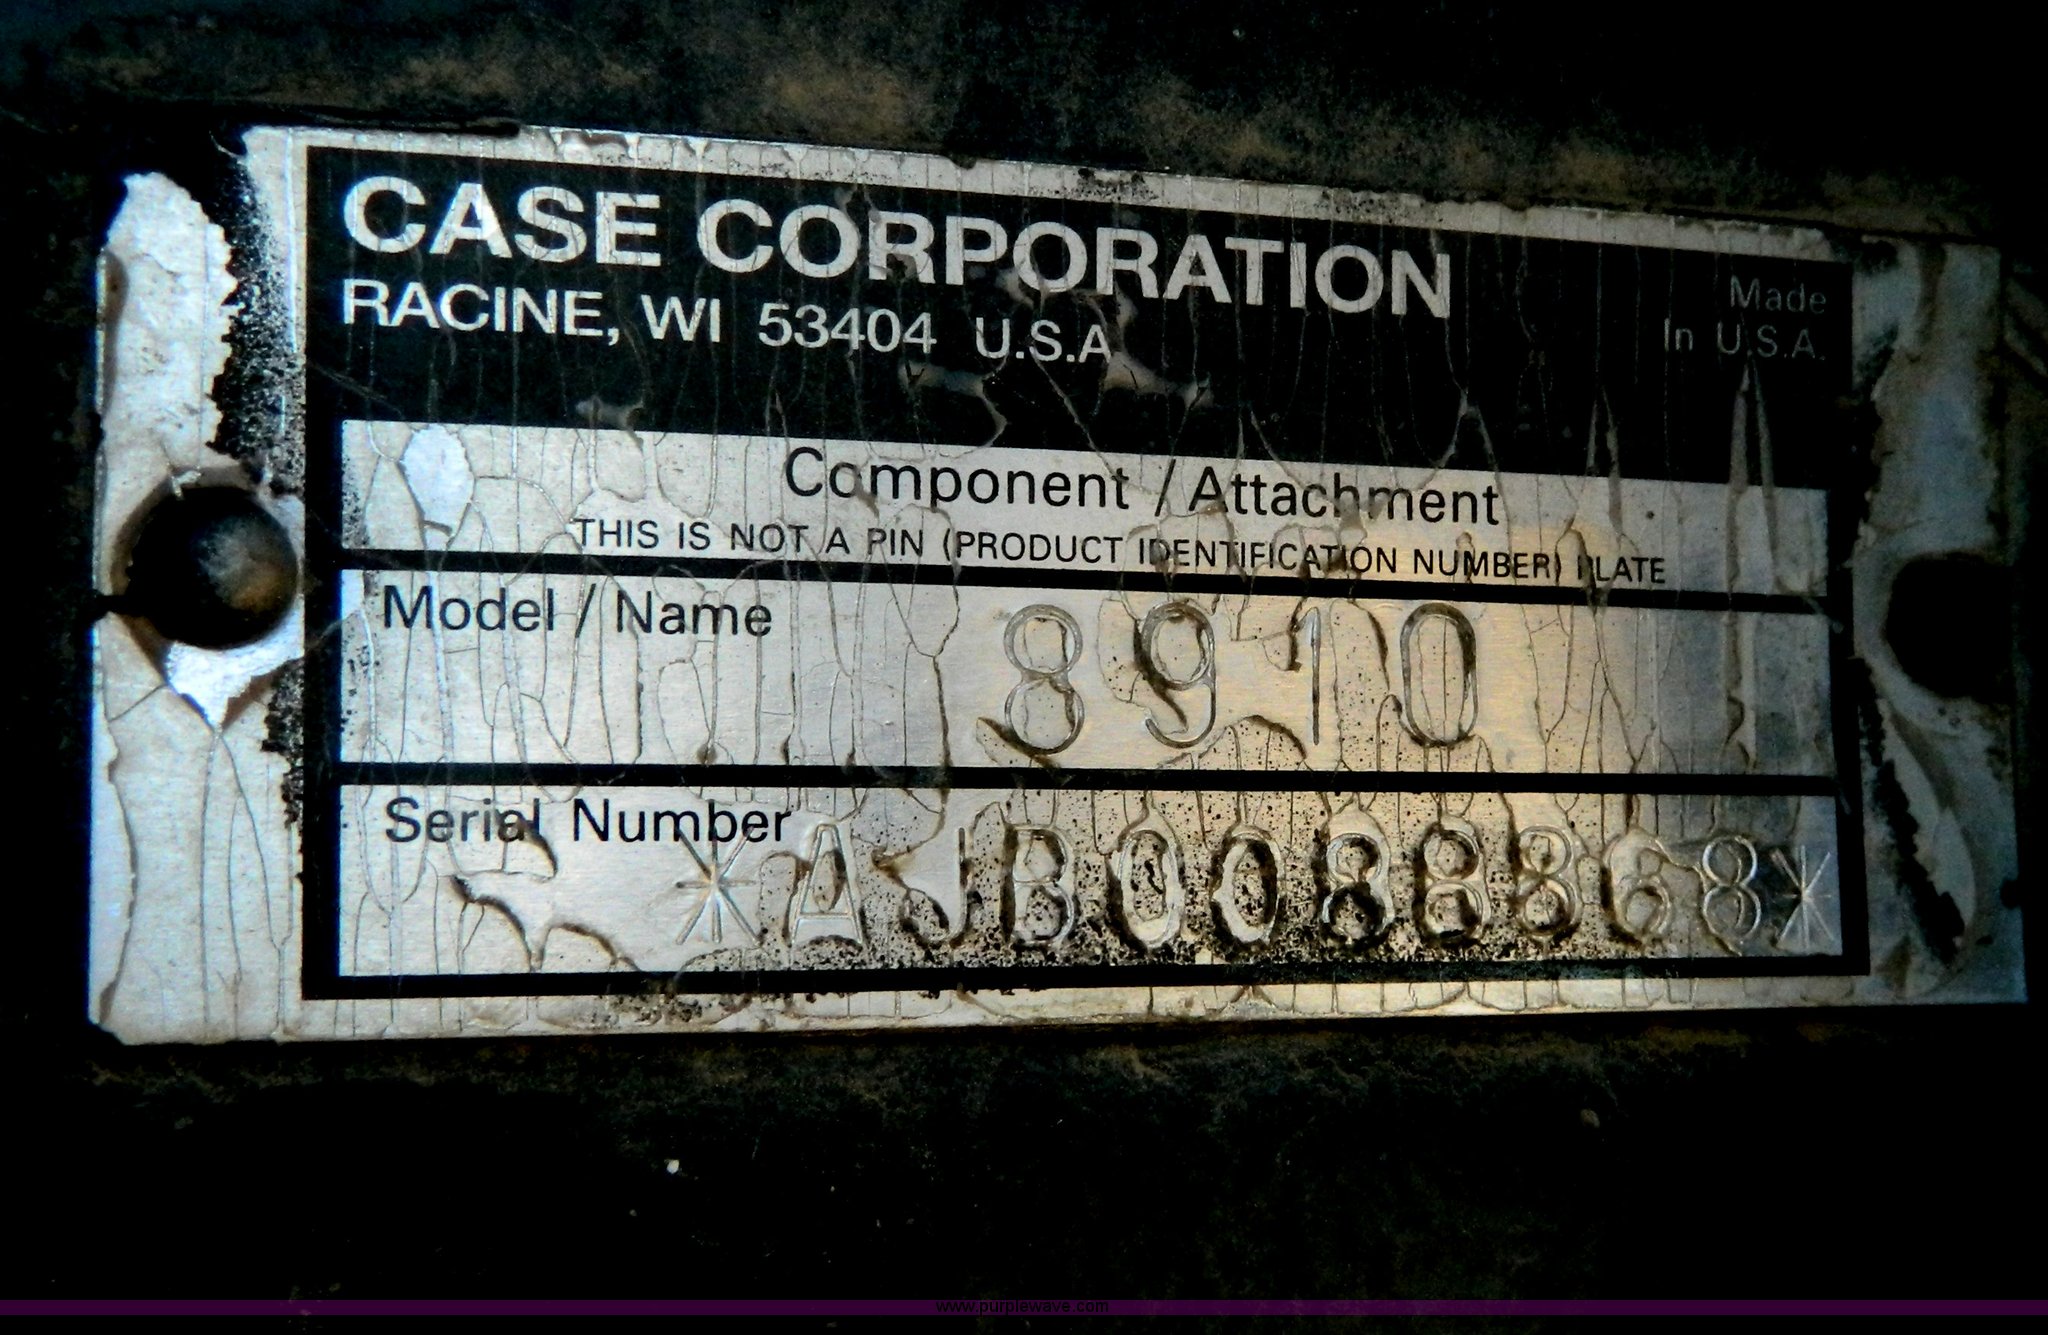 CASE CORPORATION
RACINE, WI 53404 U.S.A
Made
In U.S.A.
Component / Attachment
THIS IS NOT A PIN (PRODUCT IDENTIFICATION NUMBER) PLATE
Model / Name 8910
Serial Number *AJB0088868*
www.purplewave.com